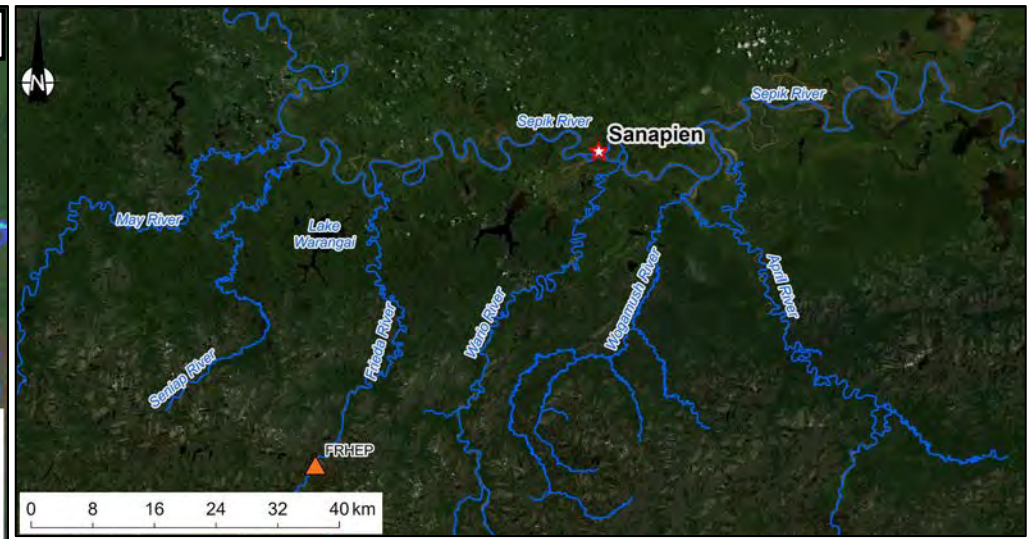 N
Sepik River
Sepik River
Sanapien
May River
Lake
Warangai
Frieda River
Wario River
Wogamush River
April River
Seniap River
FRHEP
0 8 16 24 32 40 km